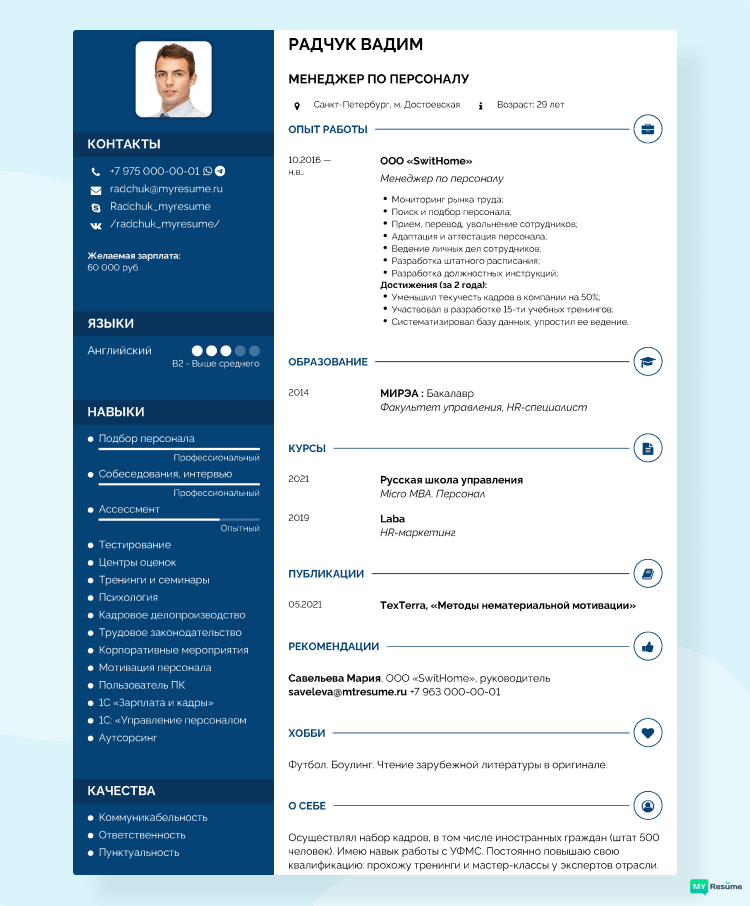 КОНТАКТЫ
+7 975 000-00-01
radchuk@myresume.ru
Radchuk_myresume
/radchuk_myresume/
Желаемая зарплата:
60 000 руб
ЯЗЫКИ
Английский
B2 - Выше среднего
НАВЫКИ
Подбор персонала
Профессиональный
Собеседования, интервью
Профессиональный
Ассессмент
Опытный
Тестирование
Центры оценок
Тренинги и семинары
Психология
Кадровое делопроизводство
Трудовое законодательство
Корпоративные мероприятия
Мотивация персонала
Пользователь ПК
1С «Зарплата и кадры»
1С: «Управление персоналом
Аутсорсинг
КАЧЕСТВА
Коммуникабельность
Ответственность
Пунктуальность
РАДЧУК ВАДИМ
МЕНЕДЖЕР ПО ПЕРСОНАЛУ
Санкт-Петербург, м. Достоевская Возраст: 29 лет
ОПЫТ РАБОТЫ
10.2016 — ООО «SwitHome»
н.в..
Менеджер по персоналу
Мониторинг рынка труда;
Поиск и подбор персонала;
Прием, перевод, увольнение сотрудников;
Адаптация и аттестация персонала;
Ведение личных дел сотрудников;
Разработка штатного расписания;
Разработка должностных инструкций;
Достижения (за 2 года):
Уменьшил текучесть кадров в компании на 50%;
Участвовал в разработке 15-ти учебных тренингов;
Систематизировал базу данных, упростил ее ведение.
ОБРАЗОВАНИЕ
2014 МИРЭА : Бакалавр
Факультет управления, HR-специалист
КУРСЫ
2021 Русская школа управления
Micro MBA. Персонал
2019 Laba
HR-маркетинг
ПУБЛИКАЦИИ
05.2021 TexTerra, «Методы нематериальной мотивации»
РЕКОМЕНДАЦИИ
Савельева Мария, ООО «SwitHome», руководитель
saveleva@mtresume.ru +7 963 000-00-01
ХОББИ
Футбол. Боулинг. Чтение зарубежной литературы в оригинале.
О СЕБЕ
Осуществлял набор кадров, в том числе иностранных граждан (штат 500
человек). Имею навык работы с УФМС. Постоянно повышаю свою
квалификацию: прохожу тренинги и мастер-классы у экспертов отрасли.
MY Resume